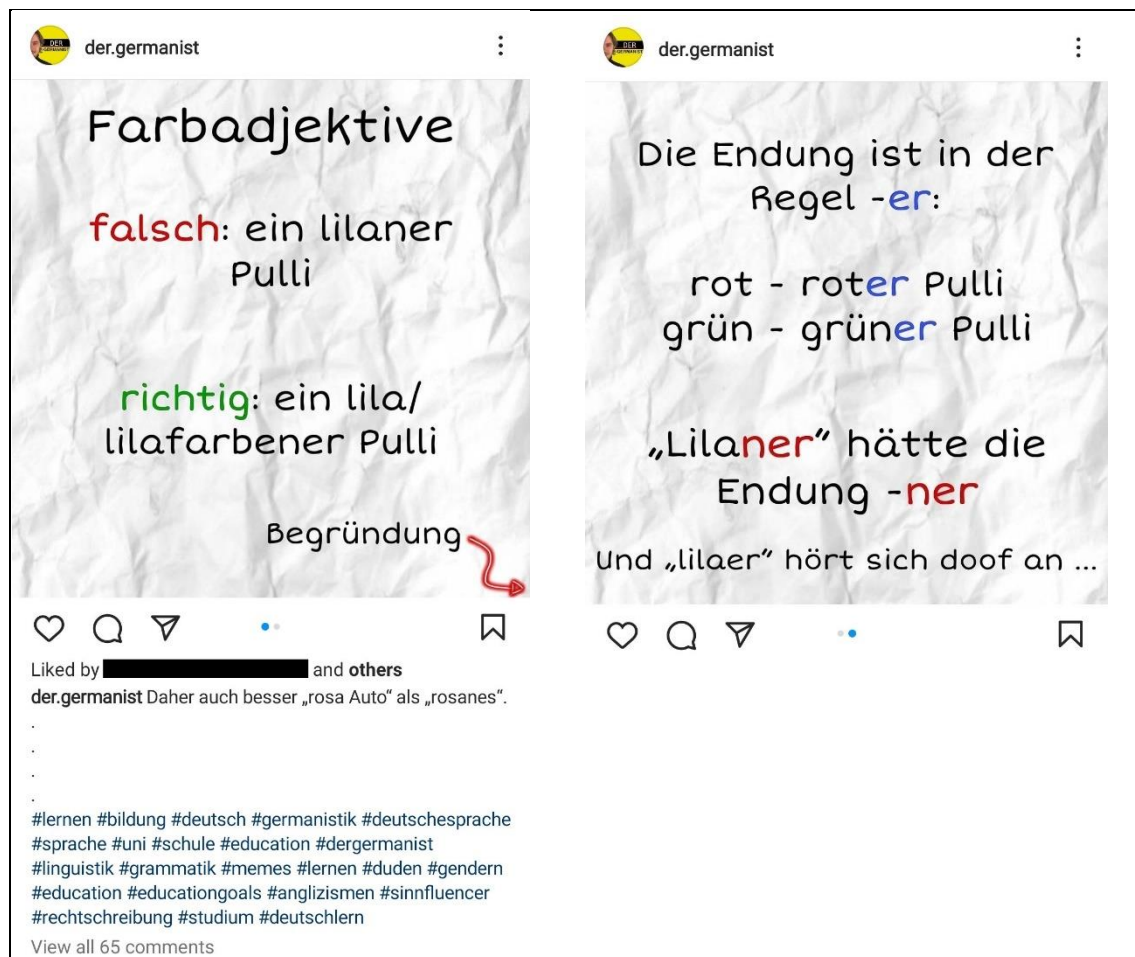 der.germanist
Farbadjektive
falsch: ein lilaner
Pulli
richtig: ein lila/
lilafarbener Pulli
Begründung
Liked by and others
der.germanist Daher auch besser „rosa Auto“ als „rosanes“.
.
.
.
.
#lernen #bildung #deutsch #germanistik #deutschesprache
#sprache #uni #schule #education #dergermanist
#linguistik #grammatik #memes #lernen #duden #gendern
#education #educationgoals #anglizismen #sinnfluencer
#rechtschreibung #studium #deutschlern
View all 65 comments
DER
GERMANIST
der.germanist
Die Endung ist in der
Regel -er:
rot - roter Pulli
grün - grüner Pulli
„Lilaner” hätte die
Endung -ner
Und „lilaer” hört sich doof an ...